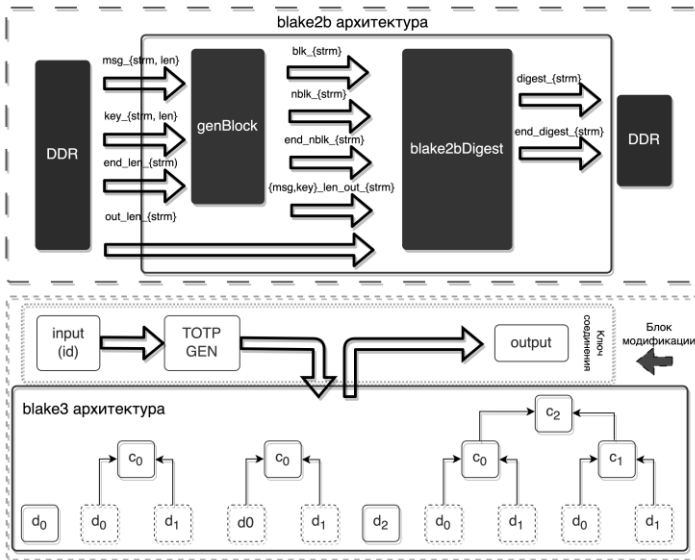 blake2b архитектура
DDR
msg_{strm, len}
key_{strm, len}
end_len_{strm}
out_len_{strm}
genBlock
blk_{strm}
nblk_{strm}
end_nblk_{strm}
{msg,key}_len_out_{strm}
blake2bDigest
digest_{strm}
end_digest_{strm}
DDR
input
(id)
TOTP
GEN
output
Ключ
соединения
Блок
модификации
blake3 архитектура
c2
c0
c0
c0
c1
d0
d0
d1
d0
d1
d2
d0
d1
d0
d1